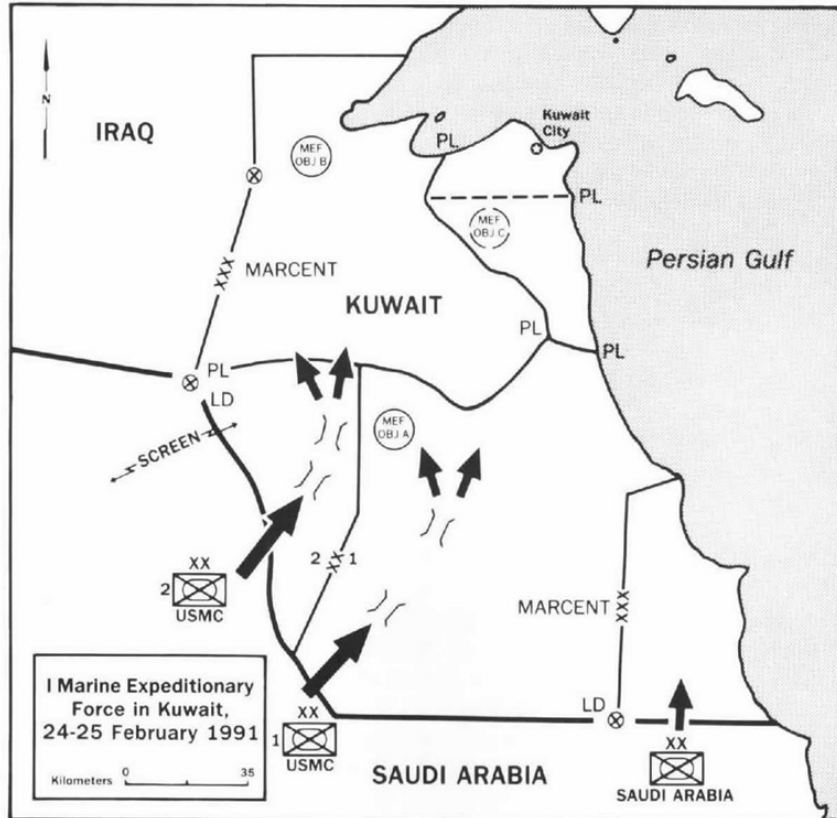 N
IRAQ
MEF
OBJ B
Kuwait
City
PL
PL
MEF
OBJ C
Persian Gulf
XXX
MARCENT
KUWAIT
PL
PL
PL
LD
MEF
OBJ A
SCREEN
2
XX
1
XX
2
USMC
MARCENT
XXX
I Marine Expeditionary
Force in Kuwait,
24-25 February 1991
Kilometers 0 35
XX
1
USMC
LD
XX
SAUDI ARABIA
SAUDI ARABIA